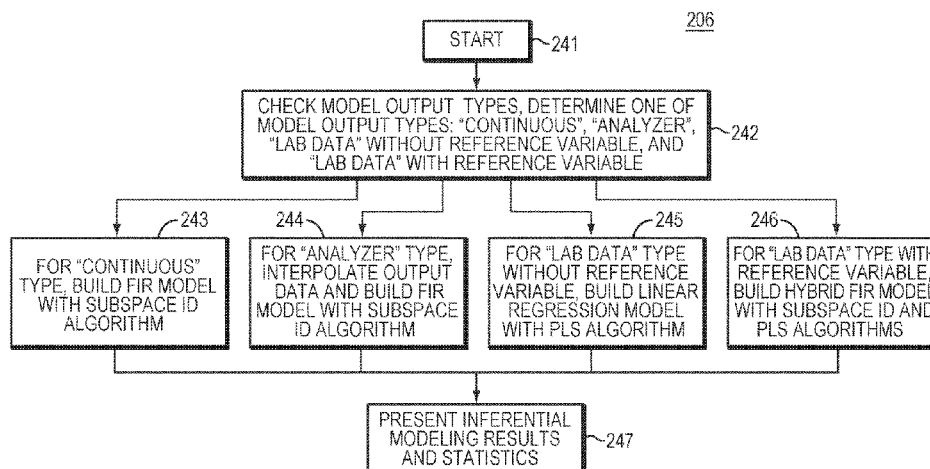 206
START
241
CHECK MODEL OUTPUT TYPES, DETERMINE ONE OF
MODEL OUTPUT TYPES: "CONTINUOUS", "ANALYZER",
"LAB DATA" WITHOUT REFERENCE VARIABLE, AND
"LAB DATA" WITH REFERENCE VARIABLE
242
243
FOR "CONTINUOUS"
TYPE, BUILD FIR MODEL
WITH SUBSPACE ID
ALGORITHM
244
FOR "ANALYZER" TYPE,
INTERPOLATE OUTPUT
DATA AND BUILD FIR
MODEL WITH SUBSPACE
ID ALGORITHM
245
FOR "LAB DATA" TYPE
WITHOUT REFERENCE
VARIABLE, BUILD LINEAR
REGRESSION MODEL
WITH PLS ALGORITHM
246
FOR "LAB DATA" TYPE WITH
REFERENCE VARIABLE,
BUILD HYBRID FIR MODEL
WITH SUBSPACE ID AND
PLS ALGORITHMS
PRESENT INFERENTIAL
MODELING RESULTS
AND STATISTICS
247